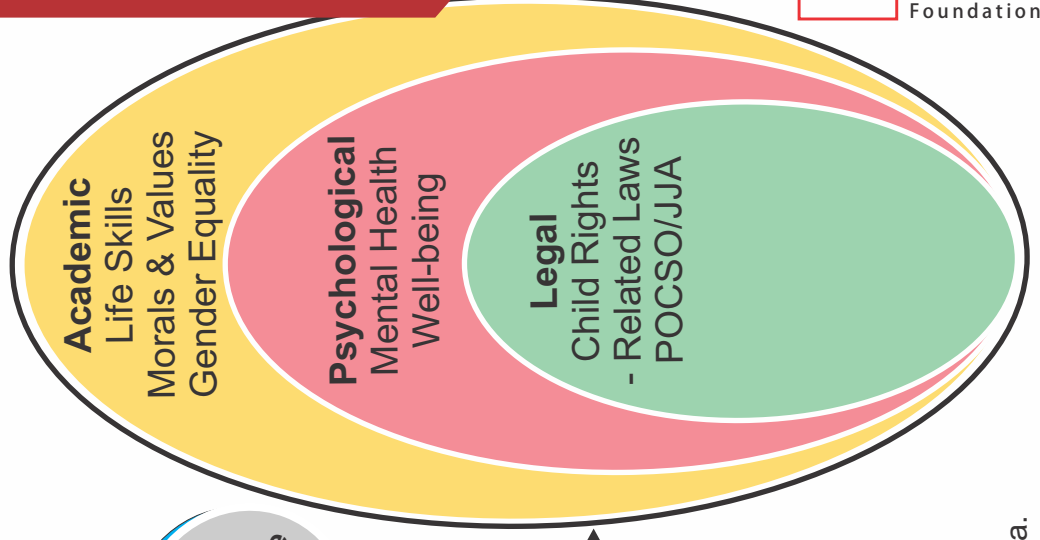 Foundation
Academic
Life Skills
Morals & Values
Gender Equality
Psychological
Mental Health
Well-being
Legal
Child Rights
- Related Laws
POCSO/JJA
a.